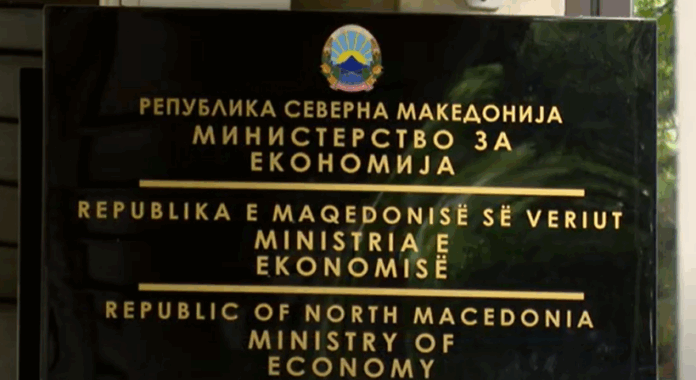 РЕПУБЛИКА СЕВЕРНА МАКЕДОНИЈА
МИНИСТЕРСТВО ЗА
ЕКОНОМИЈА
REPUBLIKA E MAQEDONISË SË VERIUT
MINISTRIA E
EKONOMISË
REPUBLIC OF NORTH MACEDONIA
MINISTRY OF
ECONOMY